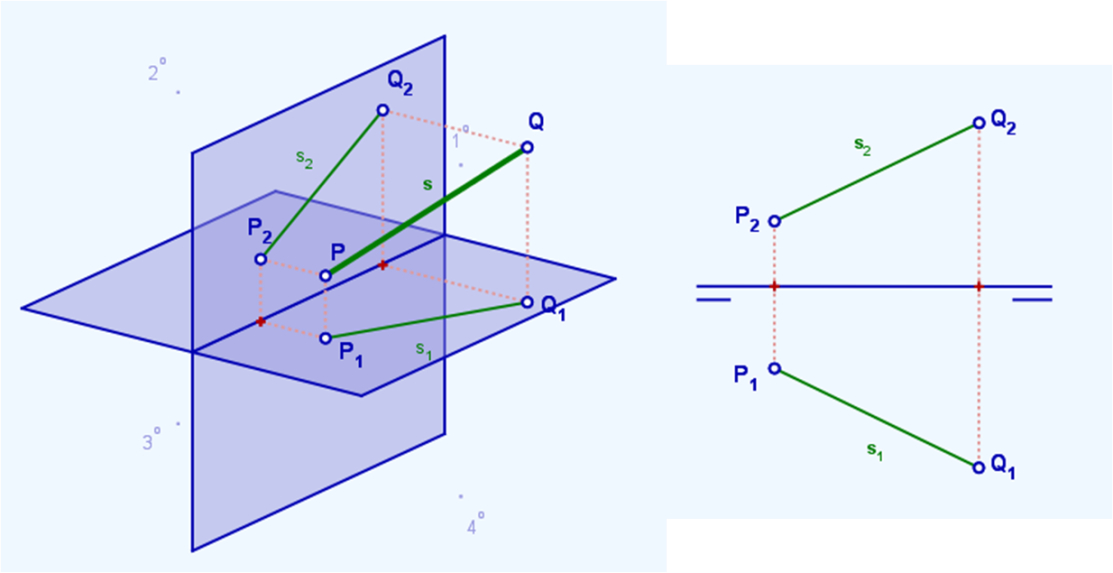 2°
Q₂
Q
1°
s₂
s
P₂
P
Q₁
P₁
s₁
3°
4°
Q₂
s₂
P₂
P₁
s₁
Q₁